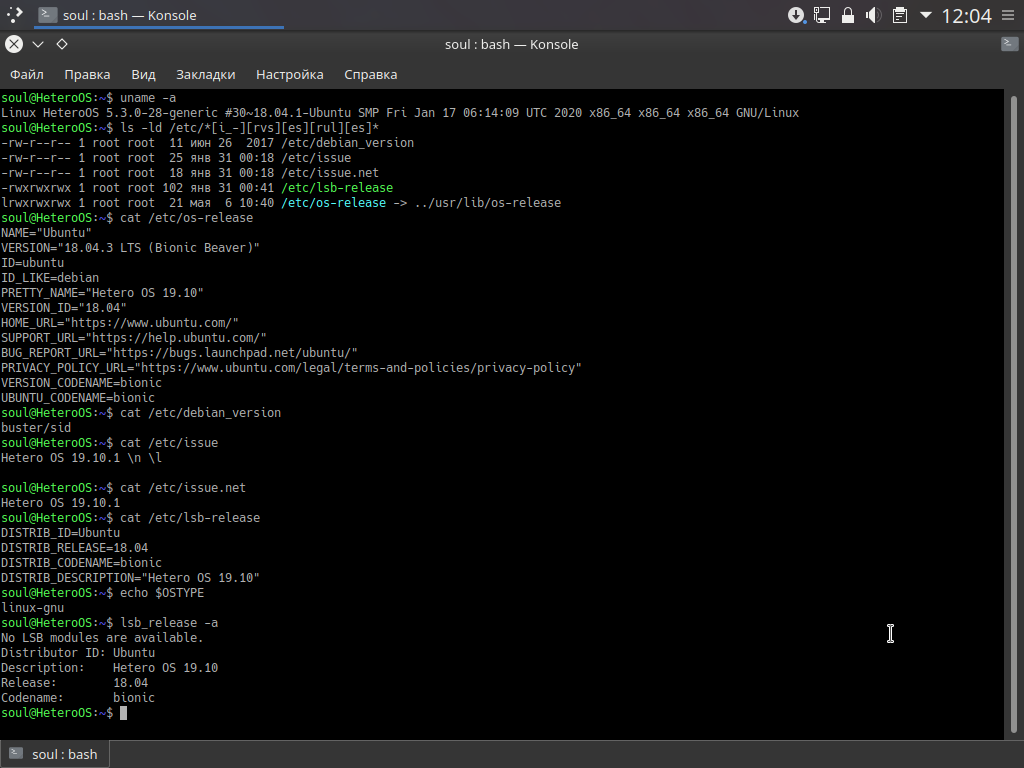 soul : bash — Konsole
12:04
soul : bash — Konsole
Файл Правка Вид Закладки Настройка Справка
soul@HeteroOS:~$ uname -a
Linux HeteroOS 5.3.0-28-generic #30~18.04.1-Ubuntu SMP Fri Jan 17 06:14:09 UTC 2020 x86_64 x86_64 x86_64 GNU/Linux
soul@HeteroOS:~$ ls -ld /etc/*[i_-][rvs][es][rul][es]*
-rw-r--r-- 1 root root  11 июн 26  2017 /etc/debian_version
-rw-r--r-- 1 root root  25 янв 31 00:18 /etc/issue
-rw-r--r-- 1 root root  18 янв 31 00:18 /etc/issue.net
-rwxrwxrwx 1 root root 102 янв 31 00:41 /etc/lsb-release
lrwxrwxrwx 1 root root  21 мая  6 10:40 /etc/os-release -> ../usr/lib/os-release
soul@HeteroOS:~$ cat /etc/os-release
NAME="Ubuntu"
VERSION="18.04.3 LTS (Bionic Beaver)"
ID=ubuntu
ID_LIKE=debian
PRETTY_NAME="Hetero OS 19.10"
VERSION_ID="18.04"
HOME_URL="https://www.ubuntu.com/"
SUPPORT_URL="https://help.ubuntu.com/"
BUG_REPORT_URL="https://bugs.launchpad.net/ubuntu/"
PRIVACY_POLICY_URL="https://www.ubuntu.com/legal/terms-and-policies/privacy-policy"
VERSION_CODENAME=bionic
UBUNTU_CODENAME=bionic
soul@HeteroOS:~$ cat /etc/debian_version
buster/sid
soul@HeteroOS:~$ cat /etc/issue
Hetero OS 19.10.1 \n \l

soul@HeteroOS:~$ cat /etc/issue.net
Hetero OS 19.10.1
soul@HeteroOS:~$ cat /etc/lsb-release
DISTRIB_ID=Ubuntu
DISTRIB_RELEASE=18.04
DISTRIB_CODENAME=bionic
DISTRIB_DESCRIPTION="Hetero OS 19.10"
soul@HeteroOS:~$ echo $OSTYPE
linux-gnu
soul@HeteroOS:~$ lsb_release -a
No LSB modules are available.
Distributor ID: Ubuntu
Description:    Hetero OS 19.10
Release:        18.04
Codename:       bionic
soul@HeteroOS:~$
soul : bash